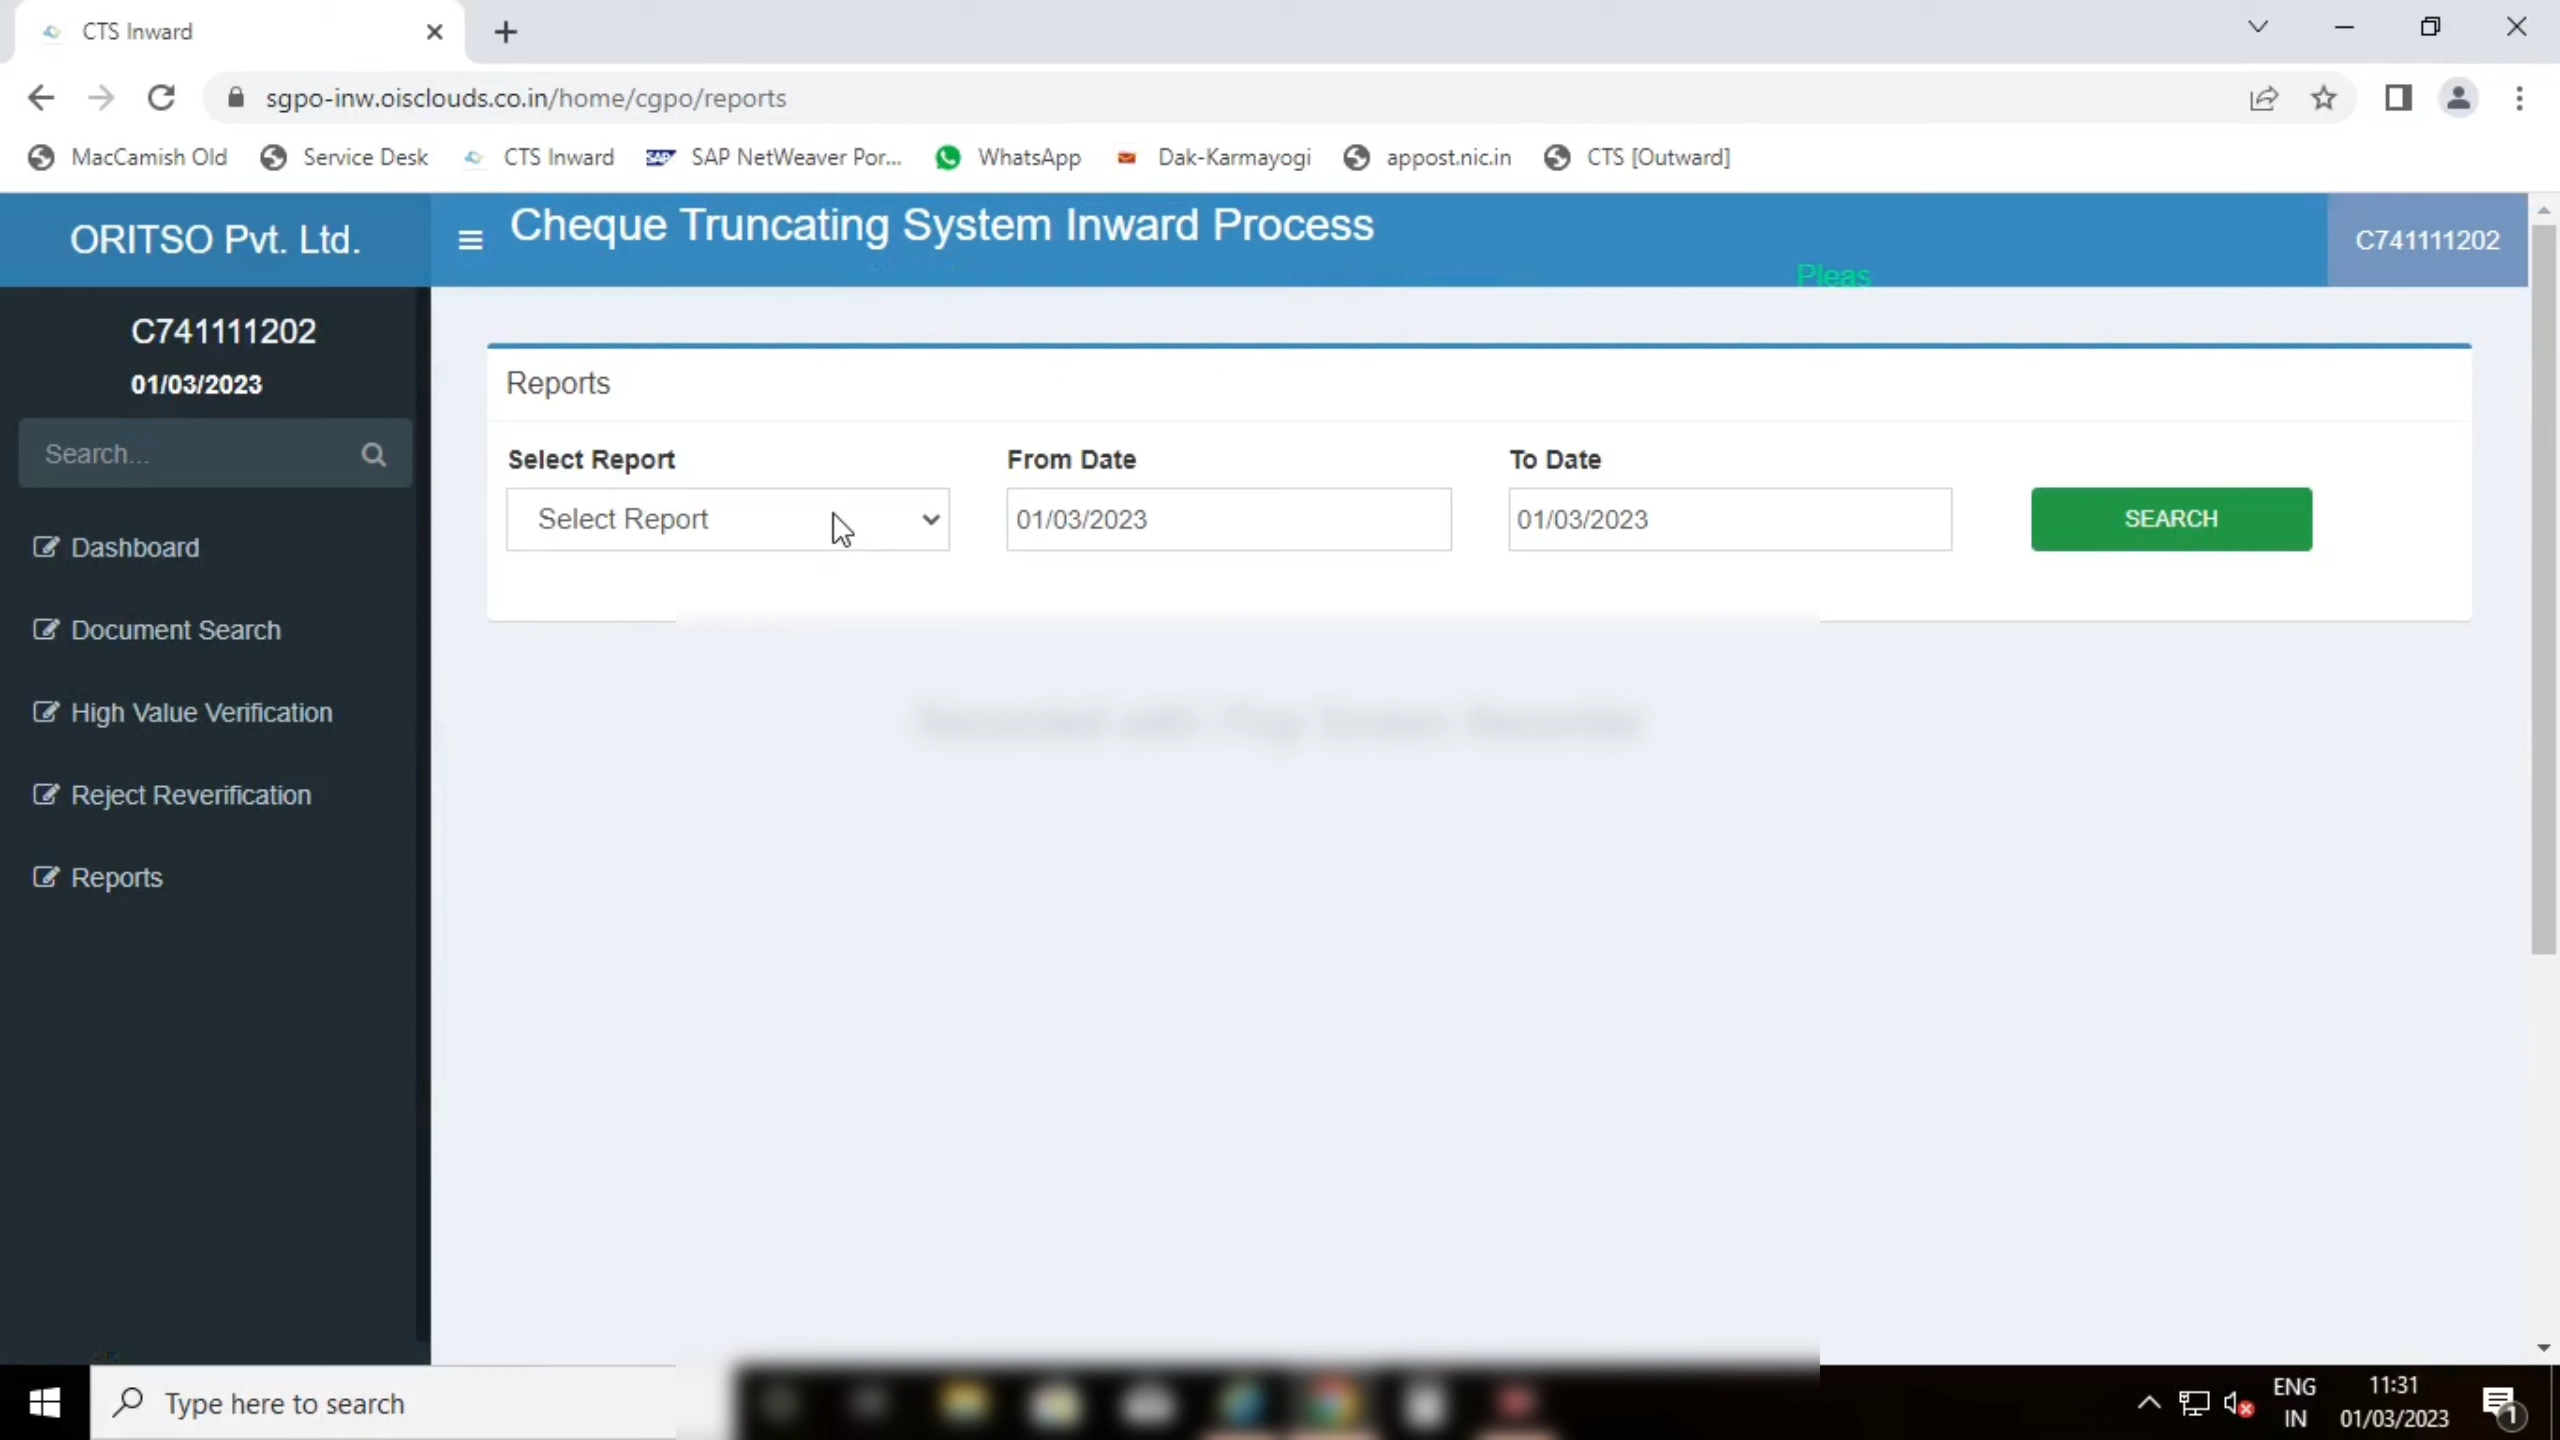 CTS Inward
sgpo-inw.oisclouds.co.in/home/cgpo/reports
MacCamish Old Service Desk CTS Inward SAP NetWeaver Por... WhatsApp Dak-Karmayogi appost.nic.in CTS [Outward]
ORITSO Pvt. Ltd. Cheque Truncating System Inward Process C741111202
Pleas
C741111202
01/03/2023
Search...
Dashboard
Document Search
High Value Verification
Reject Reverification
Reports
Reports
Select Report From Date To Date
Select Report 01/03/2023 01/03/2023 SEARCH
Type here to search
ENG 11:31
IN 01/03/2023 1